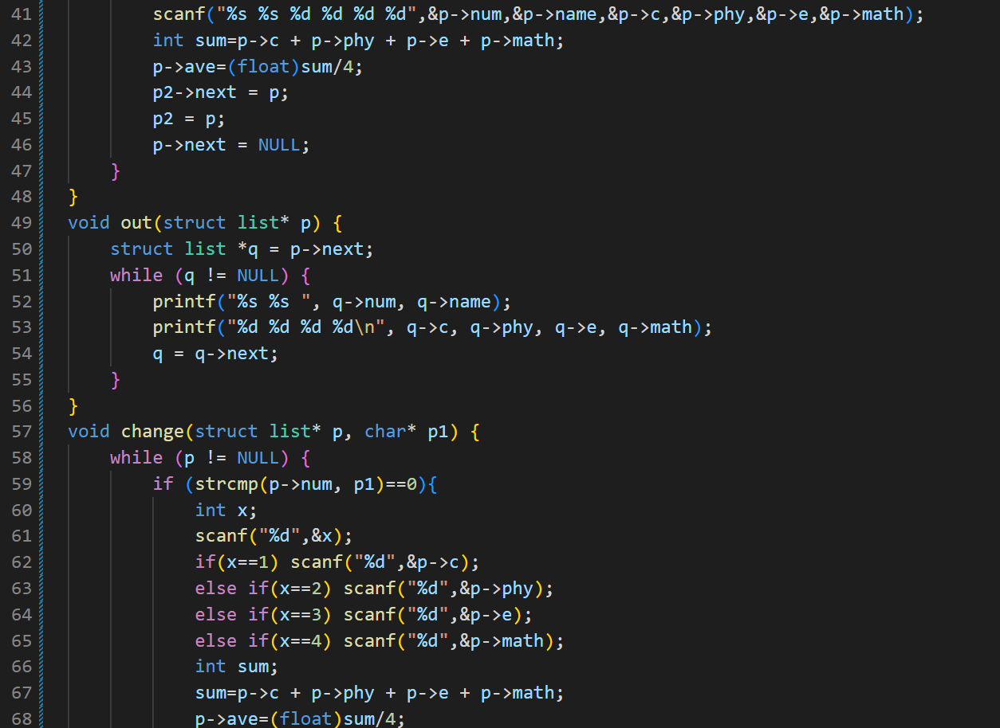 41 scanf("%s %s %d %d %d %d",&p->num,&p->name,&p->c,&p->phy,&p->e,&p->math);
42 int sum=p->c + p->phy + p->e + p->math;
43 p->ave=(float)sum/4;
44 p2->next = p;
45 p2 = p;
46 p->next = NULL;
47 }
48 }
49 void out(struct list* p) {
50 struct list *q = p->next;
51 while (q != NULL) {
52 printf("%s %s ", q->num, q->name);
53 printf("%d %d %d %d\n", q->c, q->phy, q->e, q->math);
54 q = q->next;
55 }
56 }
57 void change(struct list* p, char* p1) {
58 while (p != NULL) {
59 if (strcmp(p->num, p1)==0){
60 int x;
61 scanf("%d",&x);
62 if(x==1) scanf("%d",&p->c);
63 else if(x==2) scanf("%d",&p->phy);
64 else if(x==3) scanf("%d",&p->e);
65 else if(x==4) scanf("%d",&p->math);
66 int sum;
67 sum=p->c + p->phy + p->e + p->math;
68 p->ave=(float)sum/4;